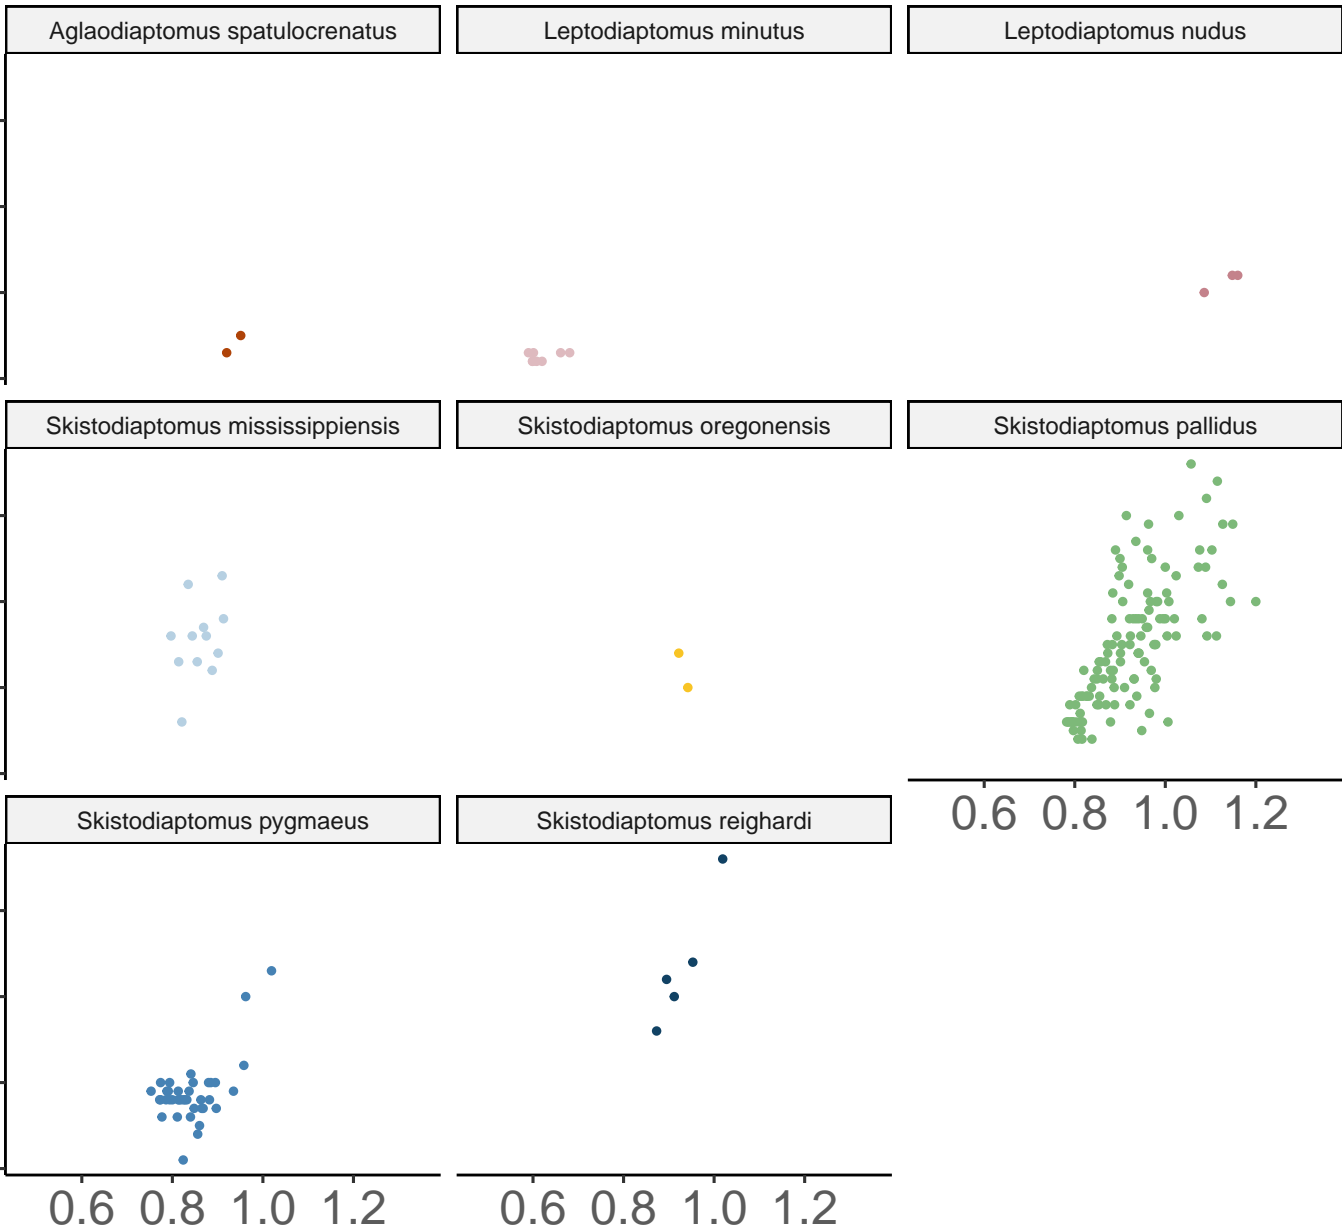 Aglaodiaptomus spatulocrenatus
Leptodiaptomus minutus
Leptodiaptomus nudus
Skistodiaptomus mississippiensis
Skistodiaptomus oregonensis
Skistodiaptomus pallidus
0.6 0.8 1.0 1.2
Skistodiaptomus pygmaeus
Skistodiaptomus reighardi
0.6 0.8 1.0 1.2
0.6 0.8 1.0 1.2